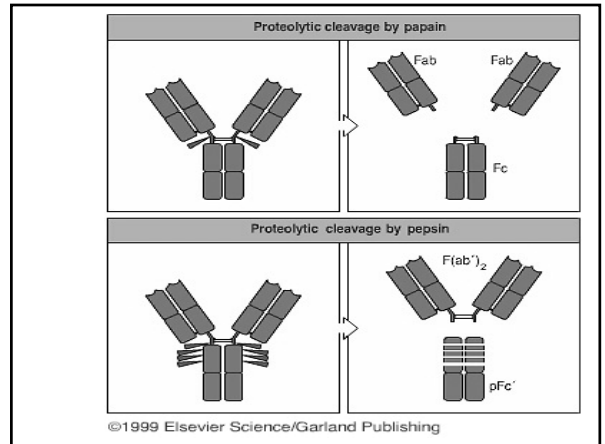 Proteolytic cleavage by papain
Fab
Fab
Fc
Proteolytic cleavage by pepsin
F(ab´)2
pFc´
©1999 Elsevier Science/Garland Publishing